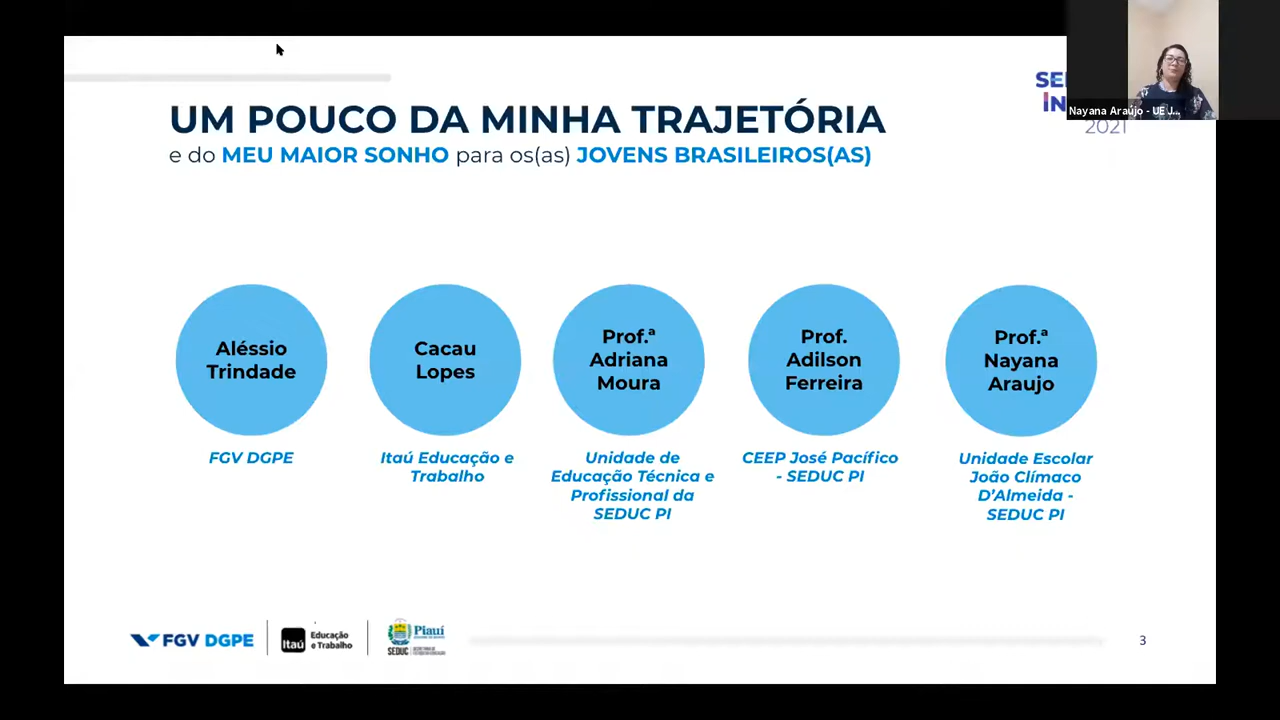 UM POUCO DA MINHA TRAJETÓRIA
e do MEU MAIOR SONHO para os(as) JOVENS BRASILEIROS(AS)
2021
Nayana Araújo - UE J...
Aléssio
Trindade
Cacau
Lopes
Prof.ª
Adriana
Moura
Prof.
Adilson
Ferreira
Prof.ª
Nayana
Araujo
FGV DGPE
Itaú Educação e
Trabalho
Unidade de
Educação Técnica e
Profissional da
SEDUC PI
CEEP José Pacífico
- SEDUC PI
Unidade Escolar
João Clímaco
D'Almeida -
SEDUC PI
FGV DGPE
Itaú
Educação
e Trabalho
SEDUC
Piauí
3